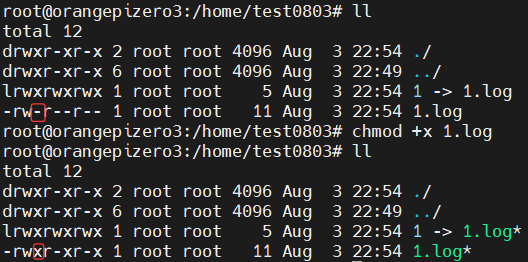 root@orangepizero3:/home/test0803# ll
total 12
drwxr-xr-x 2 root root 4096 Aug  3 22:54 ./
drwxr-xr-x 6 root root 4096 Aug  3 22:49 ../
lrwxrwxrwx 1 root root    5 Aug  3 22:54 1 -> 1.log
-rw-r--r-- 1 root root   11 Aug  3 22:54 1.log
root@orangepizero3:/home/test0803# chmod +x 1.log
root@orangepizero3:/home/test0803# ll
total 12
drwxr-xr-x 2 root root 4096 Aug  3 22:54 ./
drwxr-xr-x 6 root root 4096 Aug  3 22:49 ../
lrwxrwxrwx 1 root root    5 Aug  3 22:54 1 -> 1.log*
-rwxr-xr-x 1 root root   11 Aug  3 22:54 1.log*